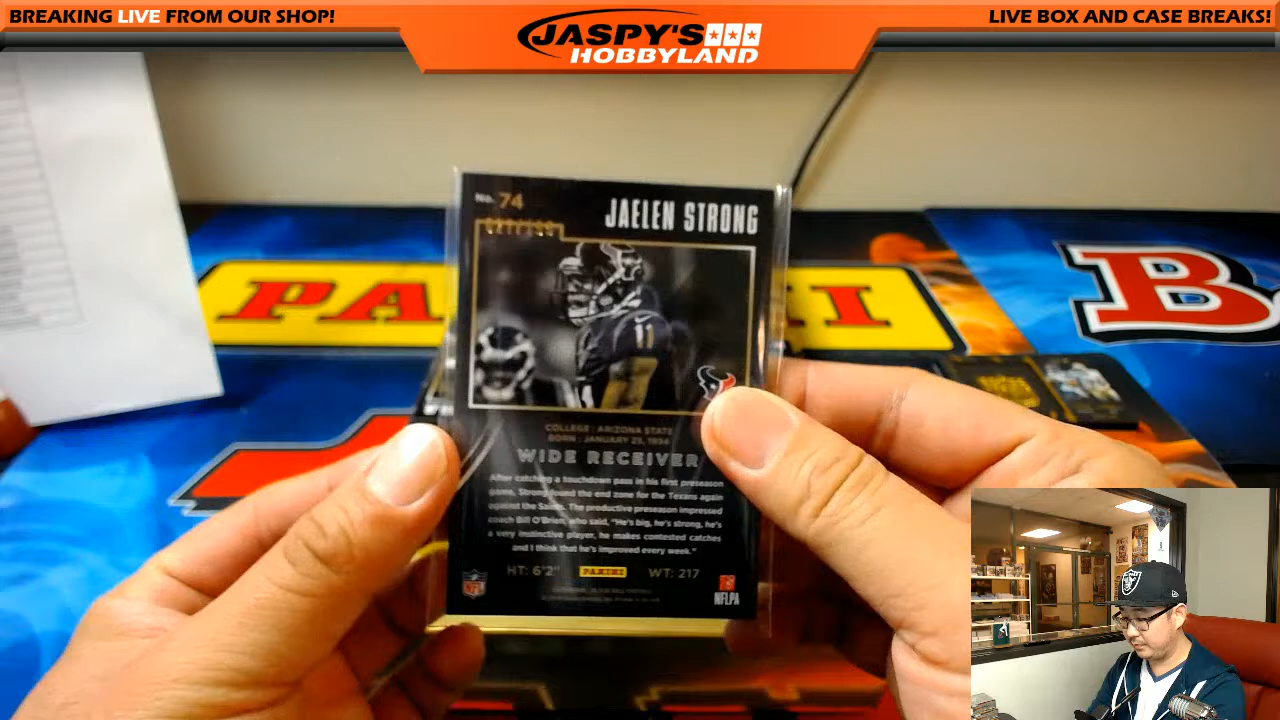 BREAKING LIVE FROM OUR SHOP!
JASPY'S
HOBBYLAND
LIVE BOX AND CASE BREAKS!
No. 74
JAELEN STRONG
PA
NI
B
11
COLLEGE : ARIZONA STATE
BORN : JANUARY 25, 1994
WIDE RECEIVER
After catching a touchdown pass in his first preseason
game, Strong found the end zone for the Texans again
against the Saints. The productive preseason impressed
coach Bill O'Brien, who said, "He's big, he's strong, he's
a very instinctive player, he makes contested catches
and I think that he's improved every week."
HT: 6'2" PANINI WT: 217
NFL
NFLPA